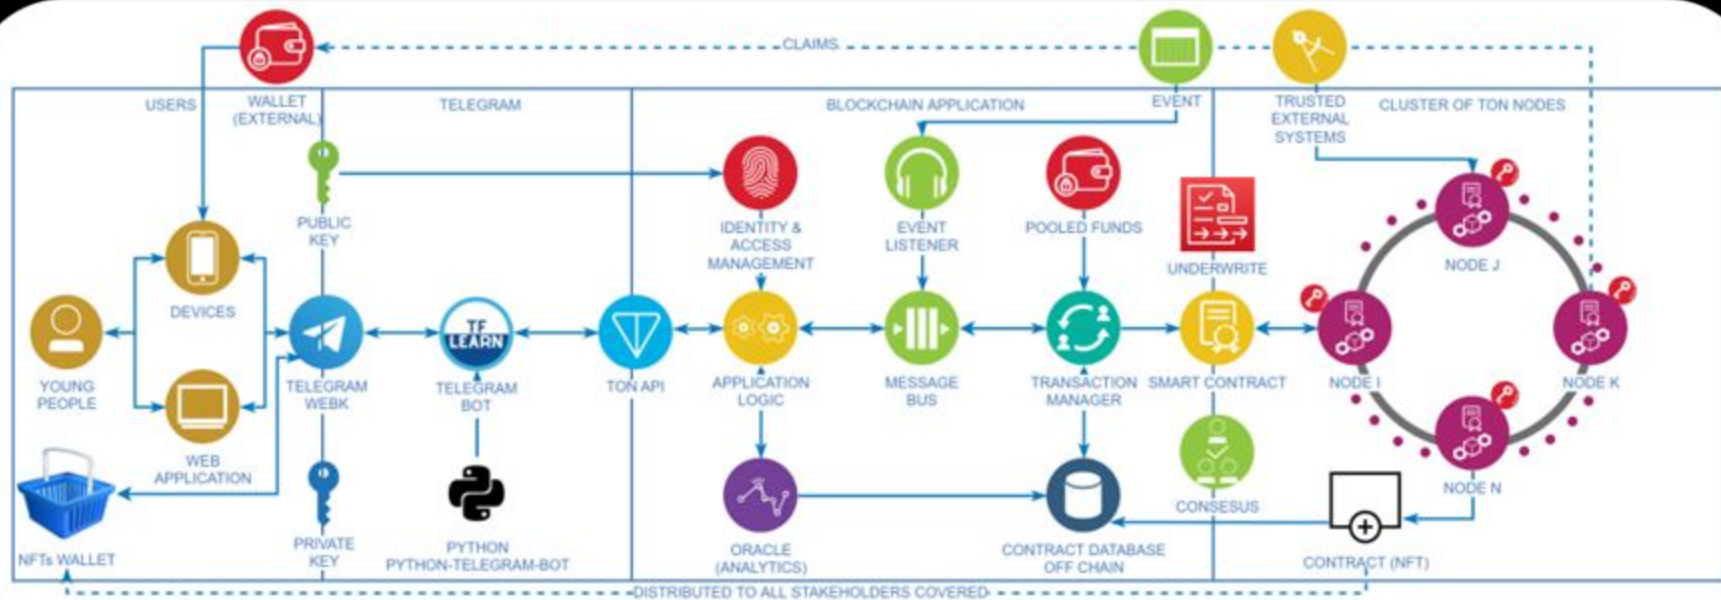 CLAIMS
USERS
WALLET
(EXTERNAL)
TELEGRAM
BLOCKCHAIN APPLICATION
EVENT
TRUSTED
EXTERNAL
SYSTEMS
CLUSTER OF TON NODES
PUBLIC
KEY
IDENTITY &
ACCESS
MANAGEMENT
EVENT
LISTENER
POOLED FUNDS
UNDERWRITE
NODE J
DEVICES
YOUNG
PEOPLE
TELEGRAM
WEBK
TF
LEARN
TELEGRAM
BOT
TON API
APPLICATION
LOGIC
MESSAGE
BUS
TRANSACTION
MANAGER
SMART CONTRACT
NODE I
NODE K
WEB
APPLICATION
NFTs WALLET
PRIVATE
KEY
PYTHON
PYTHON-TELEGRAM-BOT
ORACLE
(ANALYTICS)
CONTRACT DATABASE
OFF CHAIN
CONSESUS
NODE N
CONTRACT (NFT)
DISTRIBUTED TO ALL STAKEHOLDERS COVERED